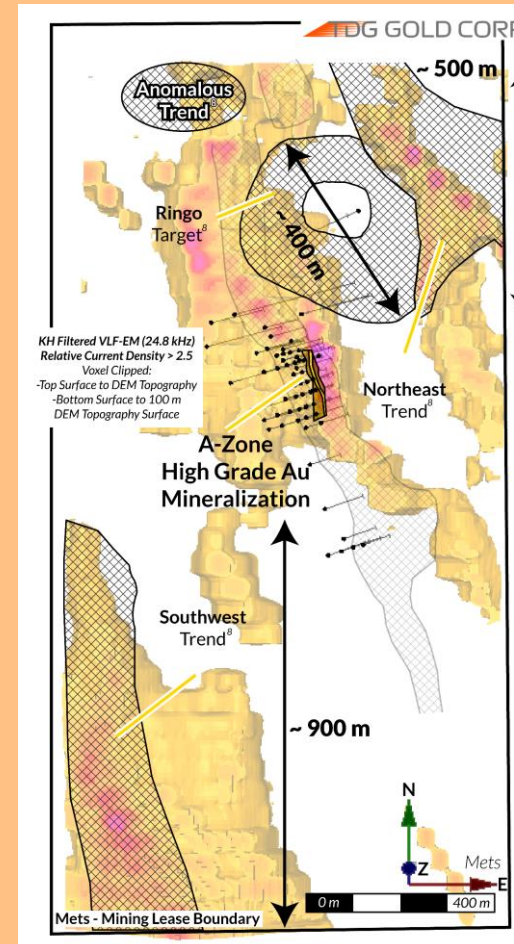 TDG GOLD CORP
~ 500 m
Anomalous
Trend8
Ringo
Target8
~ 400 m
KH Filtered VLF-EM (24.8 kHz)
Relative Current Density > 2.5
Voxel Clipped:
-Top Surface to DEM Topography
-Bottom Surface to 100 m
DEM Topography Surface
Northeast
Trend8
A-Zone
High Grade Au
Mineralization
Southwest
Trend8
~ 900 m
N
Z
Mets
E
0 m
400 m
Mets - Mining Lease Boundary